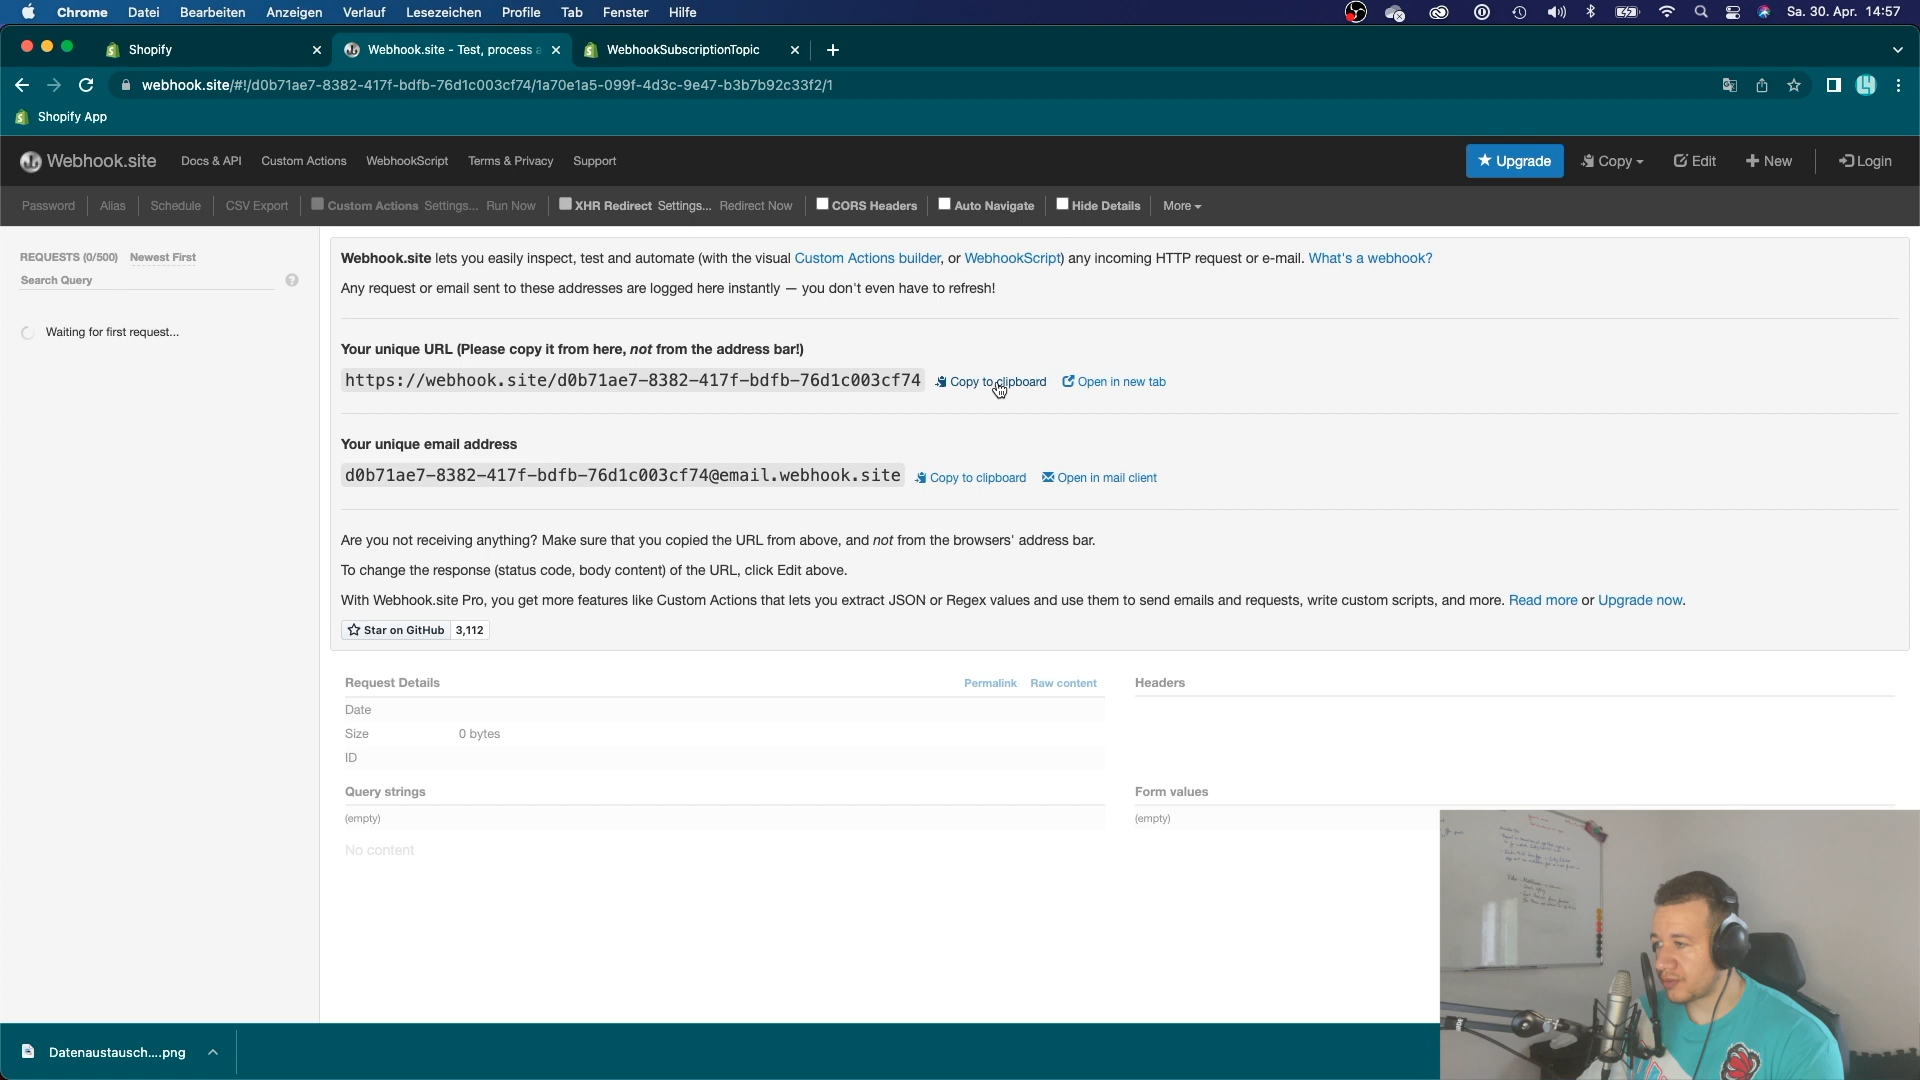 Chrome Datei Bearbeiten Anzeigen Verlauf Lesezeichen Profile Tab Fenster Hilfe Sa. 30. Apr. 14:57
Shopify Webhook.site - Test, process a WebhookSubscriptionTopic
webhook.site/#!/d0b71ae7-8382-417f-bdfb-76d1c003cf74/1a70e1a5-099f-4d3c-9e47-b3b7b92c33f2/1
Shopify App
Webhook.site Docs & API Custom Actions WebhookScript Terms & Privacy Support Upgrade Copy Edit New Login
Password Alias Schedule CSV Export Custom Actions Settings... Run Now XHR Redirect Settings... Redirect Now CORS Headers Auto Navigate Hide Details More
REQUESTS (0/500) Newest First
Search Query
Waiting for first request...
Webhook.site lets you easily inspect, test and automate (with the visual Custom Actions builder, or WebhookScript) any incoming HTTP request or e-mail. What's a webhook?
Any request or email sent to these addresses are logged here instantly — you don't even have to refresh!
Your unique URL (Please copy it from here, not from the address bar!)
https://webhook.site/d0b71ae7-8382-417f-bdfb-76d1c003cf74 Copy to clipboard Open in new tab
Your unique email address
d0b71ae7-8382-417f-bdfb-76d1c003cf74@email.webhook.site Copy to clipboard Open in mail client
Are you not receiving anything? Make sure that you copied the URL from above, and not from the browsers' address bar.
To change the response (status code, body content) of the URL, click Edit above.
With Webhook.site Pro, you get more features like Custom Actions that lets you extract JSON or Regex values and use them to send emails and requests, write custom scripts, and more. Read more or Upgrade now.
Star on GitHub 3,112
Request Details Permalink Raw content Headers
Date
Size 0 bytes
ID
Query strings Form values
(empty) (empty)
No content
Datenaustausch....png